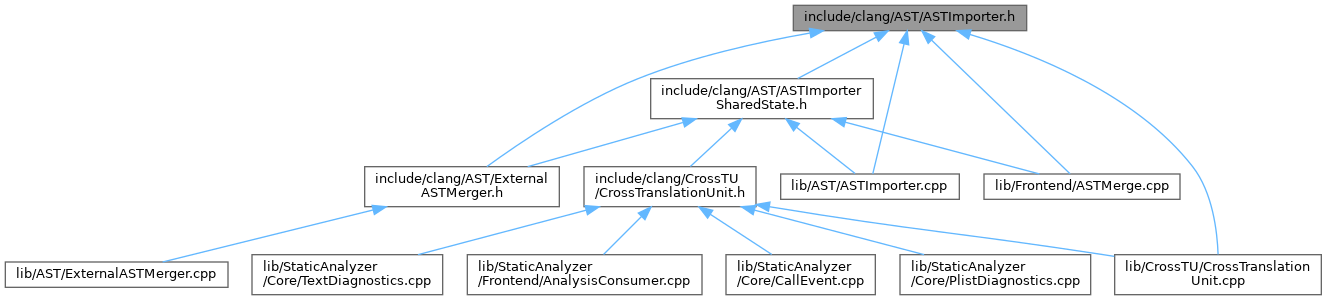 include/clang/AST/ASTImporter.h
include/clang/AST/ASTImporter
SharedState.h
include/clang/AST/External
ASTMerger.h
include/clang/CrossTU
/CrossTranslationUnit.h
lib/AST/ASTImporter.cpp
lib/Frontend/ASTMerge.cpp
lib/AST/ExternalASTMerger.cpp
lib/StaticAnalyzer
/Core/TextDiagnostics.cpp
lib/StaticAnalyzer
/Frontend/AnalysisConsumer.cpp
lib/StaticAnalyzer
/Core/CallEvent.cpp
lib/StaticAnalyzer
/Core/PlistDiagnostics.cpp
lib/CrossTU/CrossTranslation
Unit.cpp